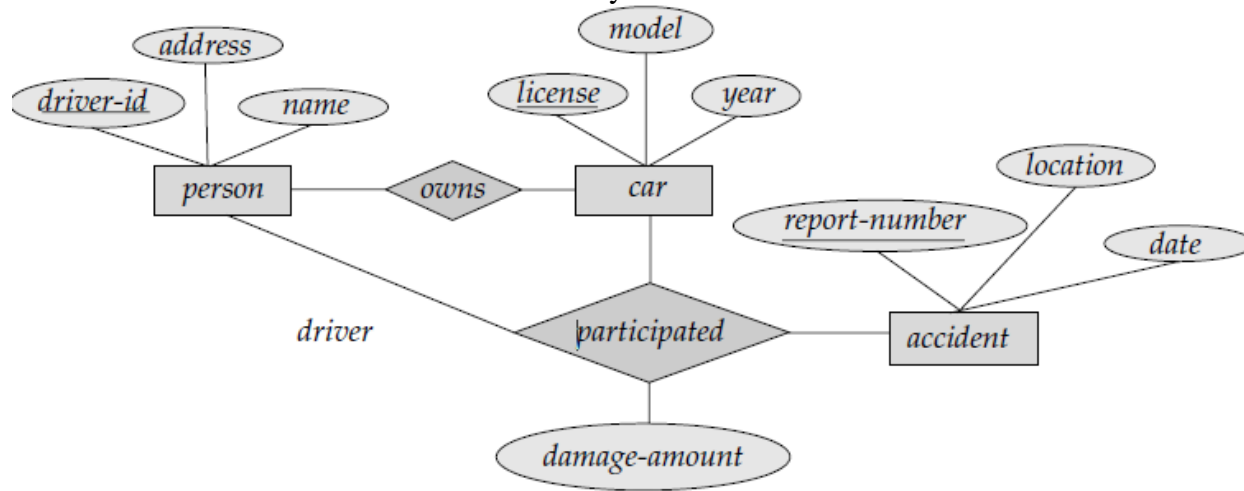 model
address
driver-id
name
license
year
location
person
owns
car
report-number
date
driver
participated
accident
damage-amount